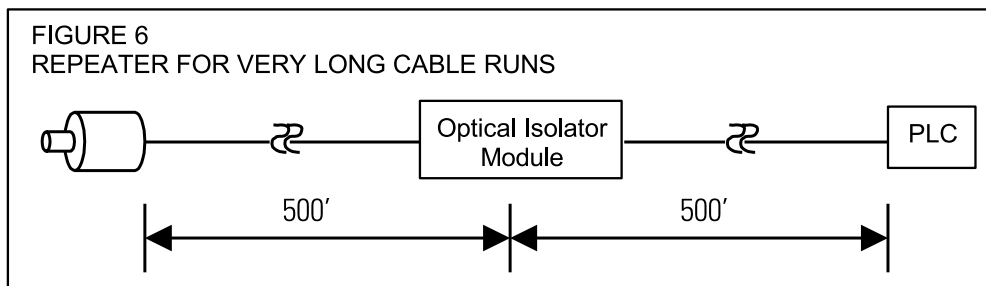 FIGURE 6
REPEATER FOR VERY LONG CABLE RUNS
Optical Isolator
Module
PLC
500'
500'